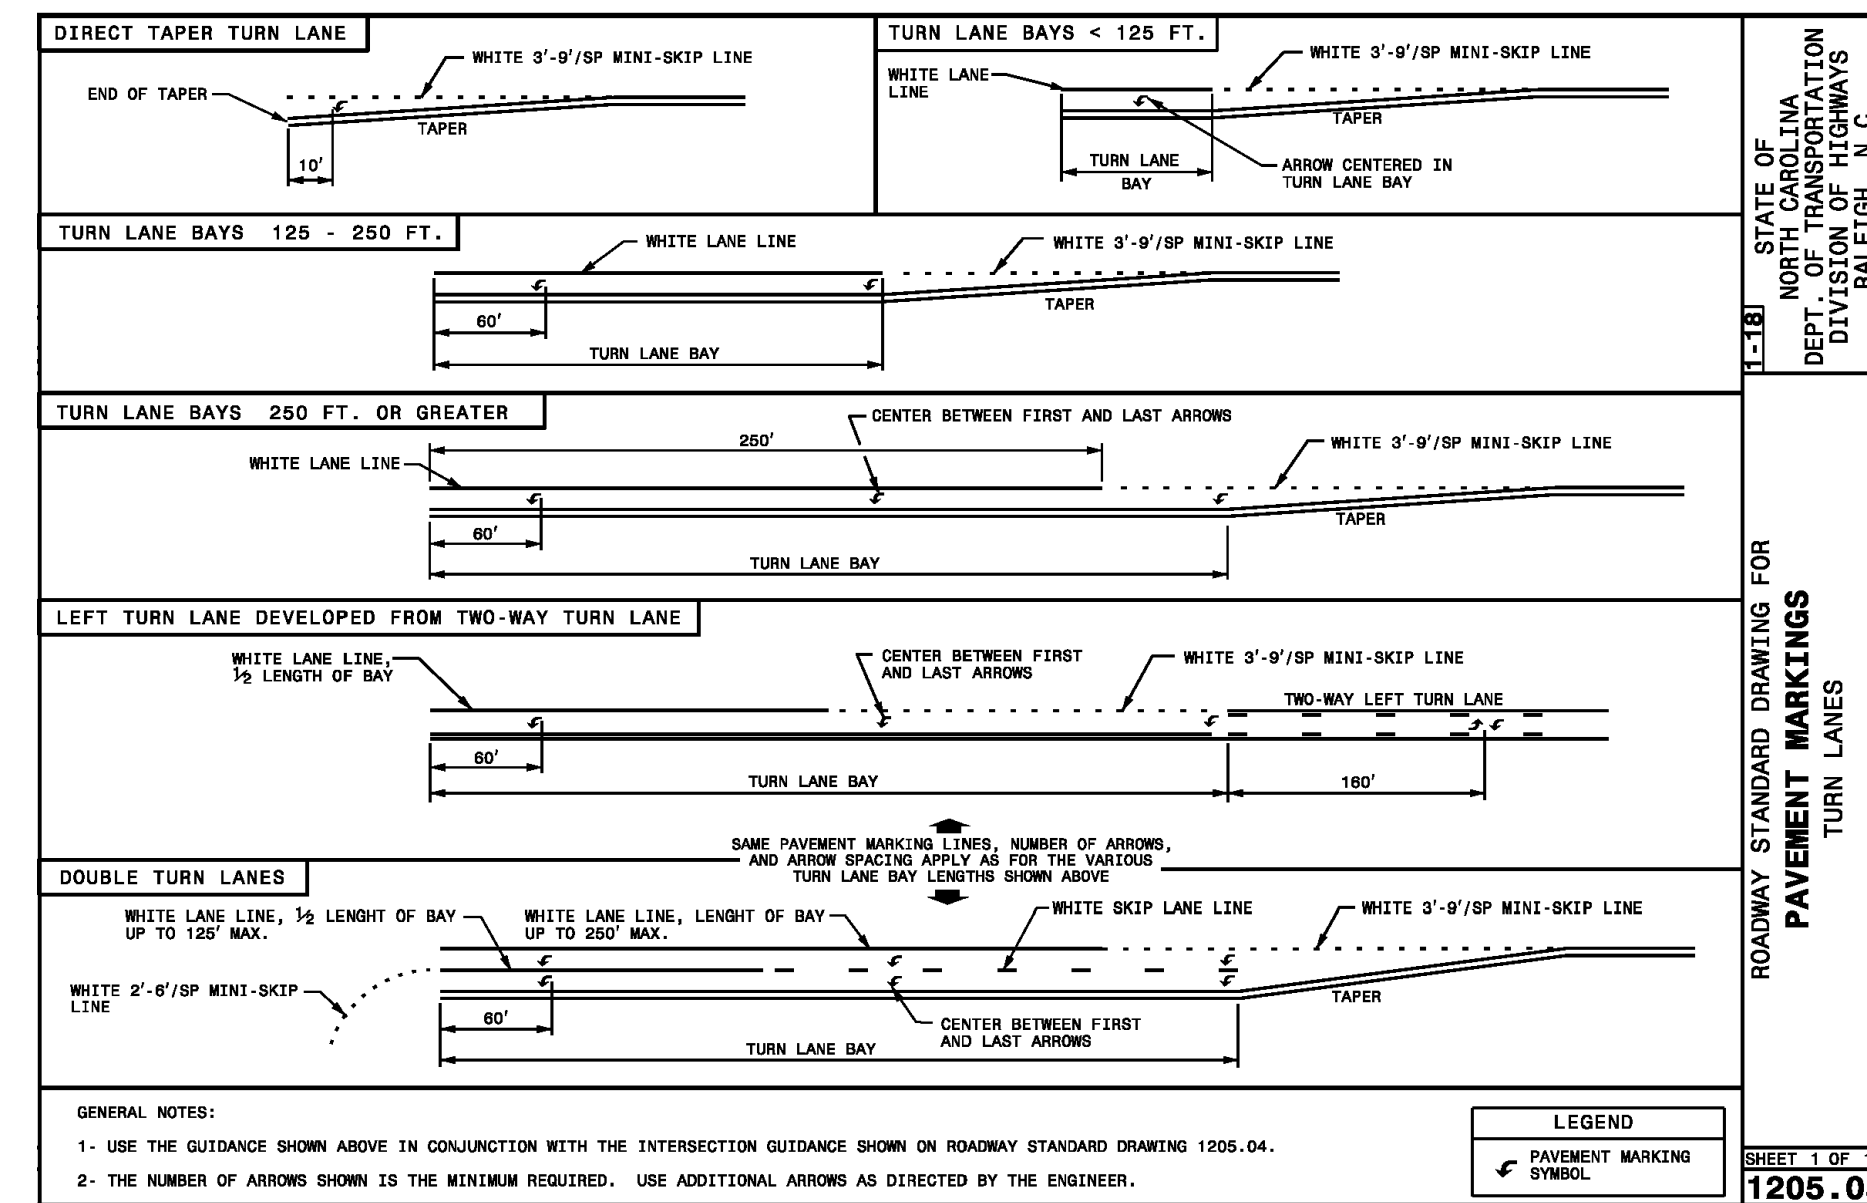 DIRECT TAPER TURN LANE
WHITE 3'-9'/SP MINI-SKIP LINE
END OF TAPER
TAPER
10'
TURN LANE BAYS < 125 FT.
WHITE 3'-9'/SP MINI-SKIP LINE
WHITE LANE
LINE
TAPER
TURN LANE
BAY
ARROW CENTERED IN
TURN LANE BAY
TURN LANE BAYS 125 - 250 FT.
WHITE LANE LINE
WHITE 3'-9'/SP MINI-SKIP LINE
TAPER
60'
TURN LANE BAY
TURN LANE BAYS 250 FT. OR GREATER
CENTER BETWEEN FIRST AND LAST ARROWS
250'
WHITE 3'-9'/SP MINI-SKIP LINE
WHITE LANE LINE
TAPER
60'
TURN LANE BAY
LEFT TURN LANE DEVELOPED FROM TWO-WAY TURN LANE
WHITE LANE LINE,
½ LENGTH OF BAY
CENTER BETWEEN FIRST
AND LAST ARROWS
WHITE 3'-9'/SP MINI-SKIP LINE
TWO-WAY LEFT TURN LANE
60'
TURN LANE BAY
160'
SAME PAVEMENT MARKING LINES, NUMBER OF ARROWS,
AND ARROW SPACING APPLY AS FOR THE VARIOUS
TURN LANE BAY LENGTHS SHOWN ABOVE
DOUBLE TURN LANES
WHITE LANE LINE, ½ LENGHT OF BAY
UP TO 125' MAX.
WHITE LANE LINE, LENGHT OF BAY
UP TO 250' MAX.
WHITE SKIP LANE LINE
WHITE 3'-9'/SP MINI-SKIP LINE
WHITE 2'-6'/SP MINI-SKIP
LINE
TAPER
60'
CENTER BETWEEN FIRST
AND LAST ARROWS
TURN LANE BAY
GENERAL NOTES:
1- USE THE GUIDANCE SHOWN ABOVE IN CONJUNCTION WITH THE INTERSECTION GUIDANCE SHOWN ON ROADWAY STANDARD DRAWING 1205.04.
2- THE NUMBER OF ARROWS SHOWN IS THE MINIMUM REQUIRED. USE ADDITIONAL ARROWS AS DIRECTED BY THE ENGINEER.
LEGEND
PAVEMENT MARKING
SYMBOL
1-18
STATE OF
NORTH CAROLINA
DEPT. OF TRANSPORTATION
DIVISION OF HIGHWAYS
RALEIGH, N.C.
ROADWAY STANDARD DRAWING FOR
PAVEMENT MARKINGS
TURN LANES
SHEET 1 OF
1205.0